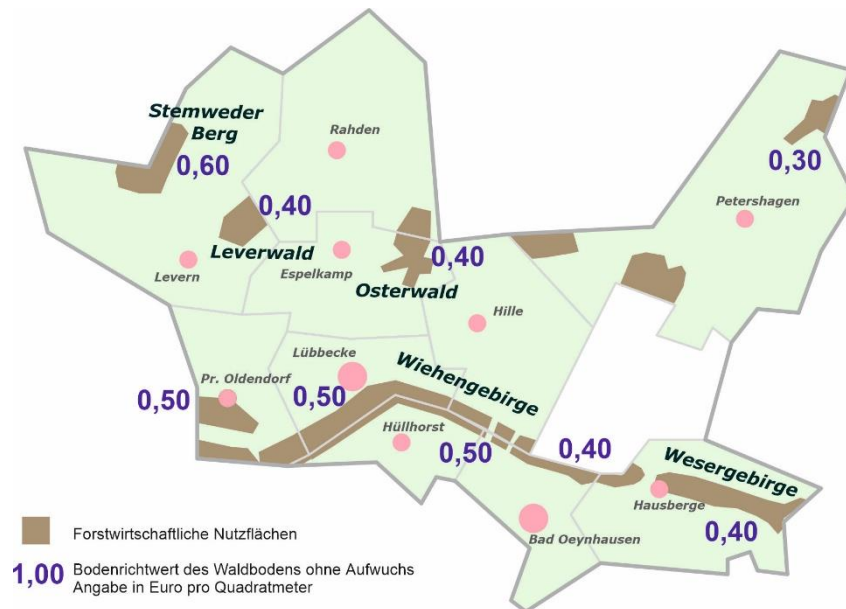 Stemweder
Berg
0,60
Rahden
0,30
Petershagen
0,40
Leverwald
Levern
Espelkamp
0,40
Osterwald
Hille
Lübbecke
Wiehengebirge
Pr. Oldendorf
0,50
0,50
Hüllhorst
0,50
0,40
Wesergebirge
Hausberge
0,40
Bad Oeynhausen
Forstwirtschaftliche Nutzflächen
1,00 Bodenrichtwert des Waldbodens ohne Aufwuchs
Angabe in Euro pro Quadratmeter